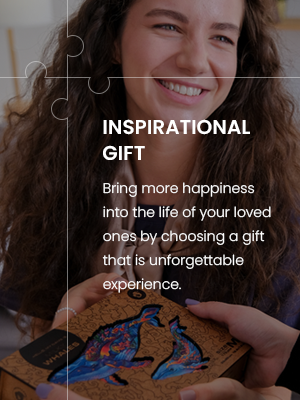 INSPIRATIONAL
GIFT
Bring more happiness
into the life of your loved
ones by choosing a gift
that is unforgettable
experience.
WHALES